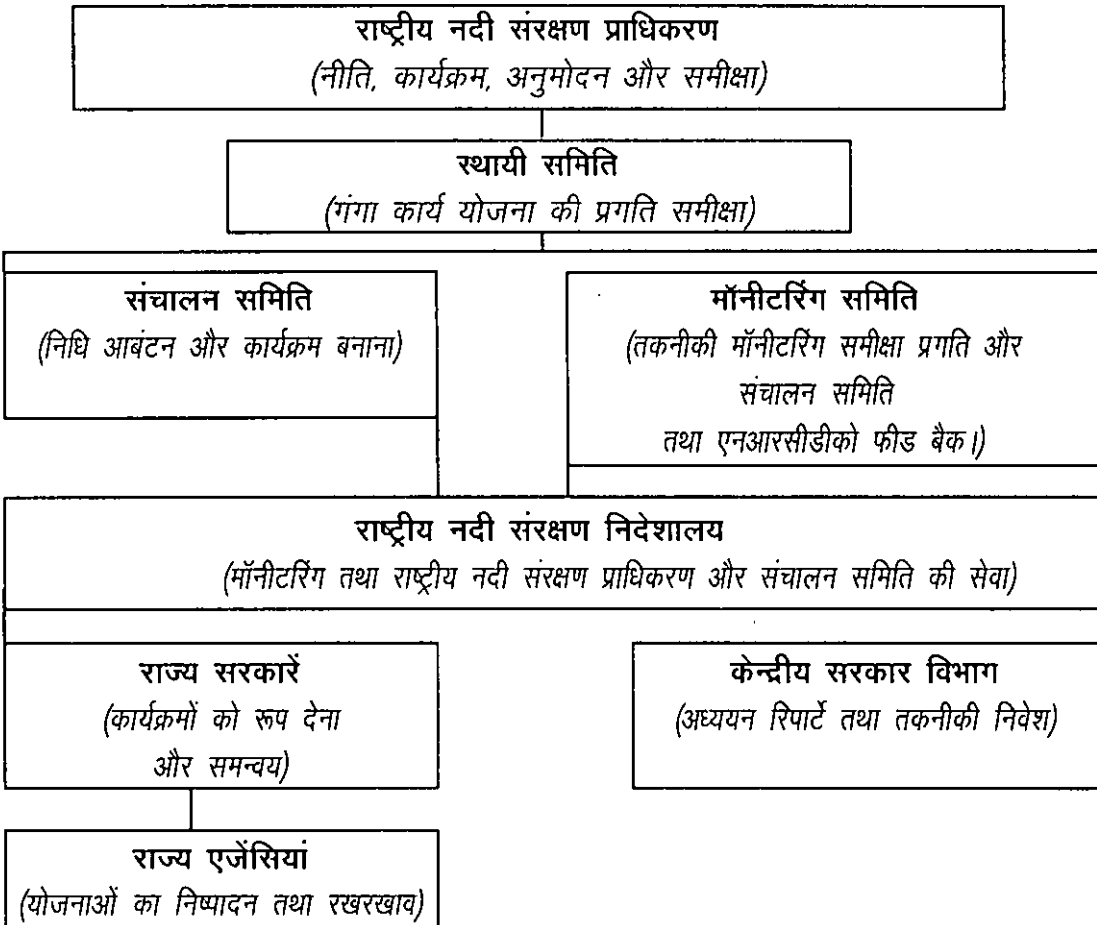 राष्ट्रीय नदी संरक्षण प्राधिकरण
(नीति, कार्यक्रम, अनुमोदन और समीक्षा)
स्थायी समिति
(गंगा कार्य योजना की प्रगति समीक्षा)
संचालन समिति
(निधि आबंटन और कार्यक्रम बनाना)
मॉनीटरिंग समिति
(तकनीकी मॉनीटरिंग समीक्षा प्रगति और
संचालन समिति
तथा एनआरसीडीको फीड बैक।)
राष्ट्रीय नदी संरक्षण निदेशालय
(मॉनीटरिंग तथा राष्ट्रीय नदी संरक्षण प्राधिकरण और संचालन समिति की सेवा)
राज्य सरकारें
(कार्यक्रमों को रूप देना
और समन्वय)
केन्द्रीय सरकार विभाग
(अध्ययन रिपार्टे तथा तकनीकी निवेश)
राज्य एजेंसियां
(योजनाओं का निष्पादन तथा रखरखाव)